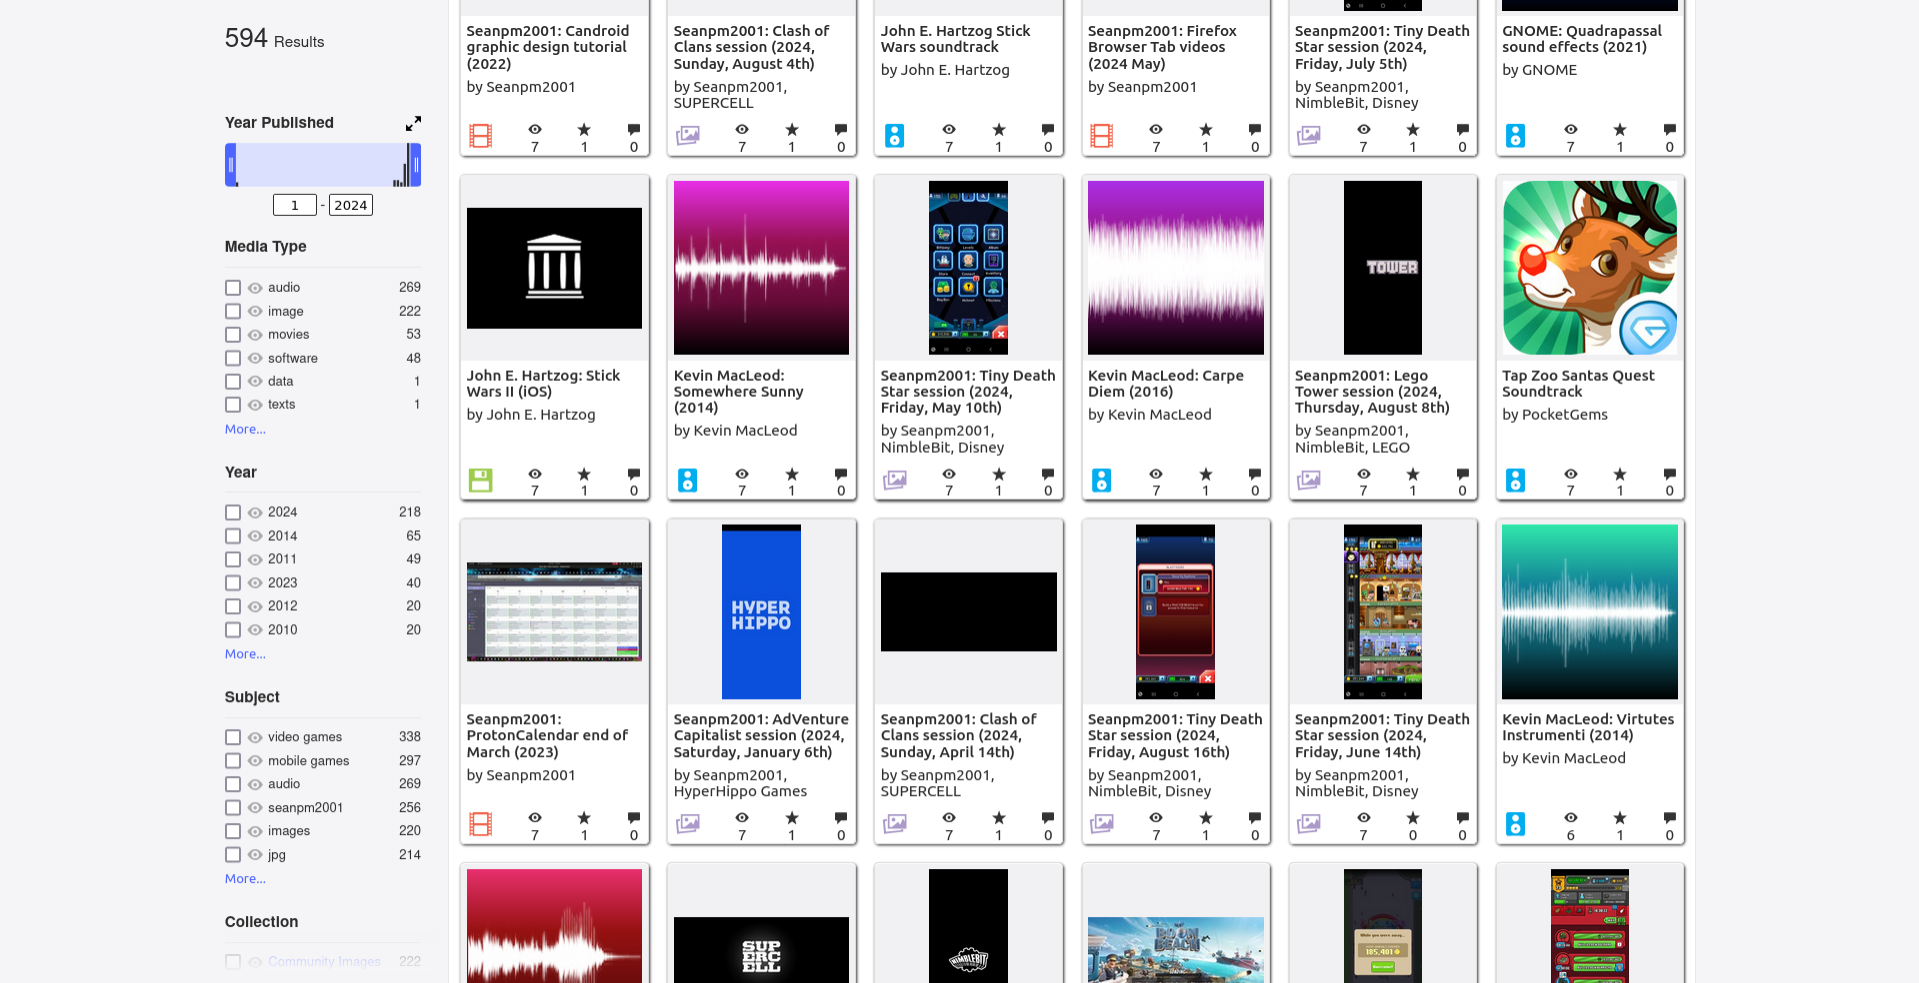 594 Results
Year Published
1 - 2024
Media Type
audio 269
image 222
movies 53
software 48
data 1
texts 1
More...
Year
2024 218
2014 65
2011 49
2023 40
2012 20
2010 20
More...
Subject
video games 338
mobile games 297
audio 269
seanpm2001 256
images 220
jpg 214
More...
Collection
Community Images 222
Seanpm2001: Candroid
graphic design tutorial
(2022)
by Seanpm2001
7 1 0
Seanpm2001: Clash of
Clans session (2024,
Sunday, August 4th)
by Seanpm2001,
SUPERCELL
7 1 0
John E. Hartzog Stick
Wars soundtrack
by John E. Hartzog
7 1 0
Seanpm2001: Firefox
Browser Tab videos
(2024 May)
by Seanpm2001
7 1 0
Seanpm2001: Tiny Death
Star session (2024,
Friday, July 5th)
by Seanpm2001,
NimbleBit, Disney
7 1 0
GNOME: Quadrapassal
sound effects (2021)
by GNOME
7 1 0
John E. Hartzog: Stick
Wars II (iOS)
by John E. Hartzog
7 1 0
Kevin MacLeod:
Somewhere Sunny
(2014)
by Kevin MacLeod
7 1 0
Seanpm2001: Tiny Death
Star session (2024,
Friday, May 10th)
by Seanpm2001,
NimbleBit, Disney
7 1 0
Kevin MacLeod: Carpe
Diem (2016)
by Kevin MacLeod
7 1 0
TOWER
Seanpm2001: Lego
Tower session (2024,
Thursday, August 8th)
by Seanpm2001,
NimbleBit, LEGO
7 1 0
Tap Zoo Santas Quest
Soundtrack
by PocketGems
7 1 0
Seanpm2001:
ProtonCalendar end of
March (2023)
by Seanpm2001
7 1 0
HYPER
HIPPO
Seanpm2001: AdVenture
Capitalist session (2024,
Saturday, January 6th)
by Seanpm2001,
HyperHippo Games
7 1 0
Seanpm2001: Clash of
Clans session (2024,
Sunday, April 14th)
by Seanpm2001,
SUPERCELL
7 1 0
Seanpm2001: Tiny Death
Star session (2024,
Friday, August 16th)
by Seanpm2001,
NimbleBit, Disney
7 1 0
Seanpm2001: Tiny Death
Star session (2024,
Friday, June 14th)
by Seanpm2001,
NimbleBit, Disney
7 0 0
Kevin MacLeod: Virtutes
Instrumenti (2014)
by Kevin MacLeod
6 1 0
SUP
ERC
ELL
NIMBLEBIT
BOOM
BEACH
While you were away...
185,401